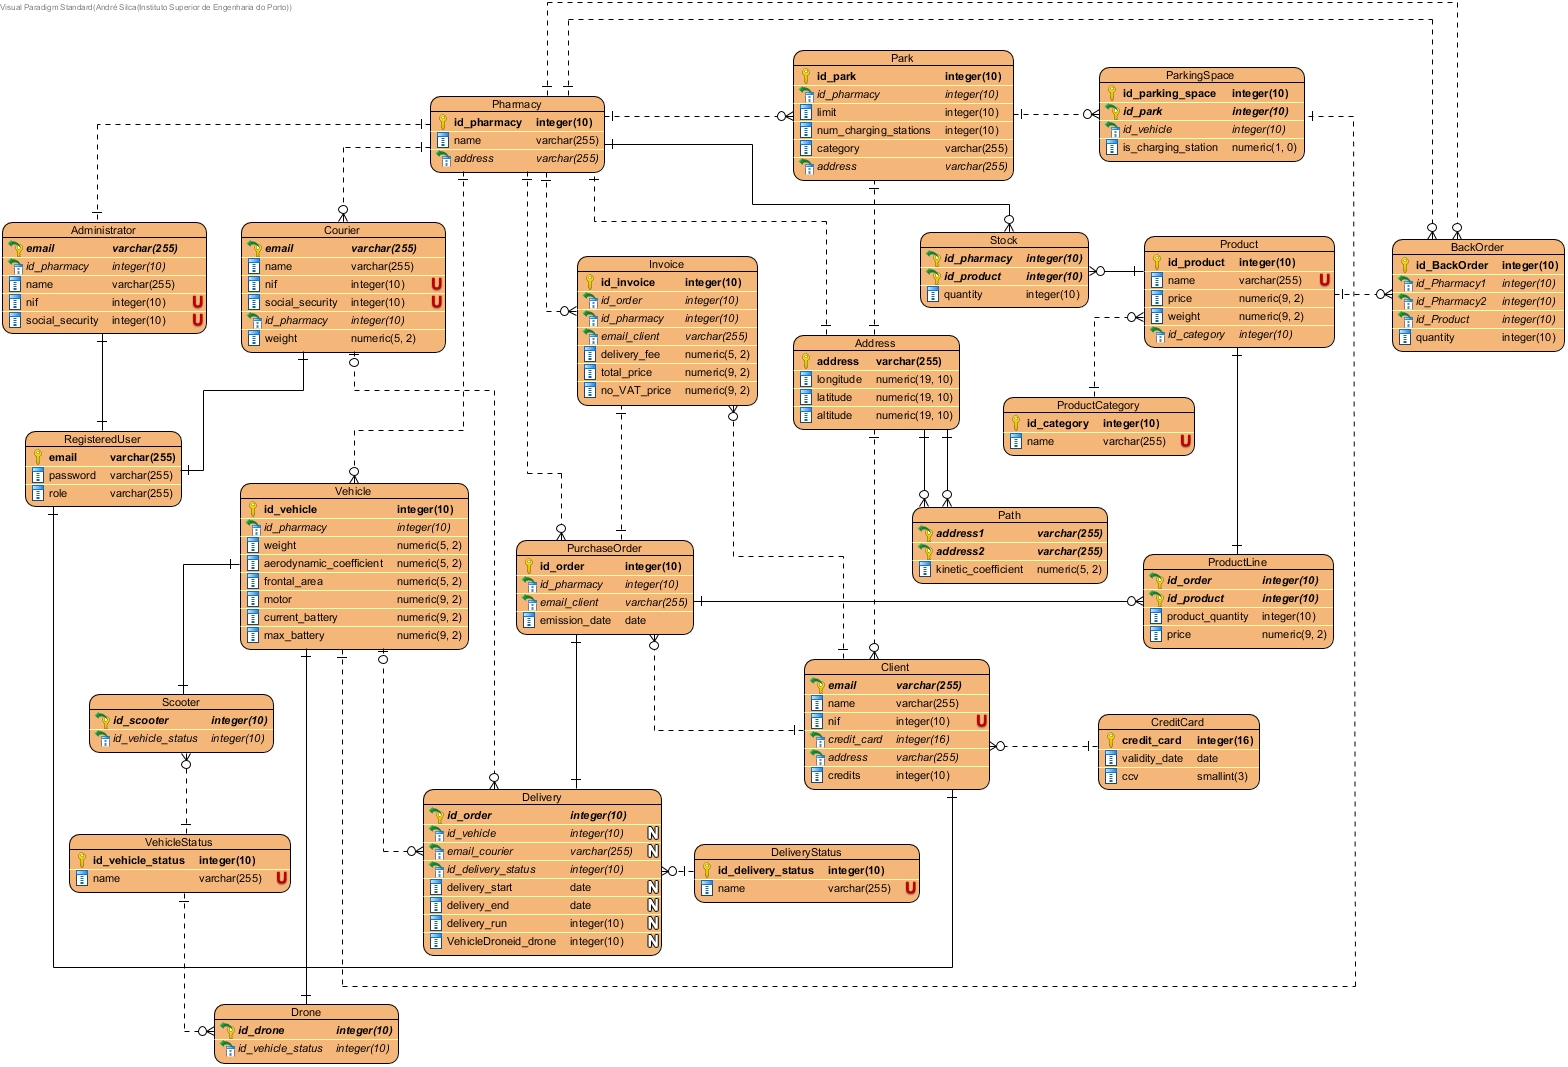 Visual Paradigm Standard(André Silca(Instituto Superior de Engenharia do Porto))
Park
id_park integer(10)
id_pharmacy integer(10)
limit integer(10)
num_charging_stations integer(10)
category varchar(255)
address varchar(255)
ParkingSpace
id_parking_space integer(10)
id_park integer(10)
id_vehicle integer(10)
is_charging_station numeric(1, 0)
Pharmacy
id_pharmacy integer(10)
name varchar(255)
address varchar(255)
Administrator
email varchar(255)
id_pharmacy integer(10)
name varchar(255)
nif integer(10) U
social_security integer(10) U
Courier
email varchar(255)
name varchar(255)
nif integer(10) U
social_security integer(10) U
id_pharmacy integer(10)
weight numeric(5, 2)
Invoice
id_invoice integer(10)
id_order integer(10)
id_pharmacy integer(10)
email_client varchar(255)
delivery_fee numeric(5, 2)
total_price numeric(9, 2)
no_VAT_price numeric(9, 2)
Stock
id_pharmacy integer(10)
id_product integer(10)
quantity integer(10)
Product
id_product integer(10)
name varchar(255) U
price numeric(9, 2)
weight numeric(9, 2)
id_category integer(10)
BackOrder
id_BackOrder integer(10)
id_Pharmacy1 integer(10)
id_Pharmacy2 integer(10)
id_Product integer(10)
quantity integer(10)
Address
address varchar(255)
longitude numeric(19, 10)
latitude numeric(19, 10)
altitude numeric(19, 10)
ProductCategory
id_category integer(10)
name varchar(255) U
RegisteredUser
email varchar(255)
password varchar(255)
role varchar(255)
Vehicle
id_vehicle integer(10)
id_pharmacy integer(10)
weight numeric(5, 2)
aerodynamic_coefficient numeric(5, 2)
frontal_area numeric(5, 2)
motor numeric(9, 2)
current_battery numeric(9, 2)
max_battery numeric(9, 2)
Path
address1 varchar(255)
address2 varchar(255)
kinetic_coefficient numeric(5, 2)
PurchaseOrder
id_order integer(10)
id_pharmacy integer(10)
email_client varchar(255)
emission_date date
ProductLine
id_order integer(10)
id_product integer(10)
product_quantity integer(10)
price numeric(9, 2)
Client
email varchar(255)
name varchar(255)
nif integer(10) U
credit_card integer(16)
address varchar(255)
credits integer(10)
CreditCard
credit_card integer(16)
validity_date date
ccv smallint(3)
Scooter
id_scooter integer(10)
id_vehicle_status integer(10)
Delivery
id_order integer(10)
id_vehicle integer(10) N
email_courier varchar(255) N
id_delivery_status integer(10)
delivery_start date N
delivery_end date N
delivery_run integer(10) N
VehicleDroneid_drone integer(10) N
VehicleStatus
id_vehicle_status integer(10)
name varchar(255) U
DeliveryStatus
id_delivery_status integer(10)
name varchar(255) U
Drone
id_drone integer(10)
id_vehicle_status integer(10)